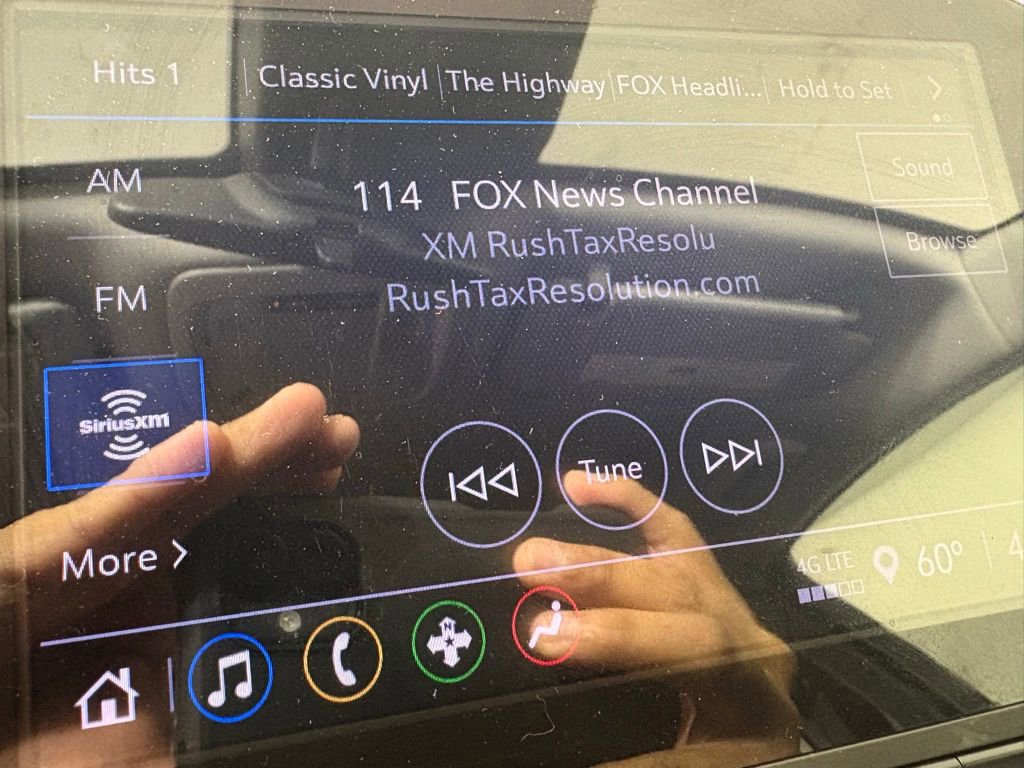 Hits 1 Classic Vinyl The Highway FOX Headli... Hold to Set
Sound
AM
114 FOX News Channel
Browse
XM RushTaxResolu
FM
RushTaxResolution.com
SiriusXM
Tune
More
4G LTE 60° 4
N